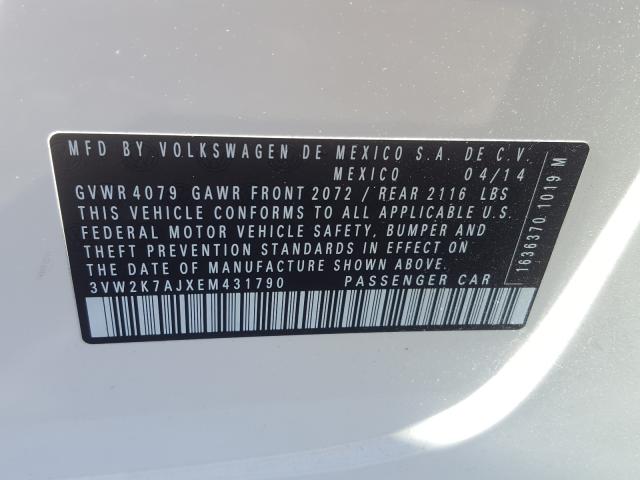 MFD BY VOLKSWAGEN DE MEXICO S.A. DE C.V.
MEXICO 04/14
GVWR 4079 GAWR FRONT 2072 / REAR 2116 LBS
THIS VEHICLE CONFORMS TO ALL APPLICABLE U.S.
FEDERAL MOTOR VEHICLE SAFETY, BUMPER AND
THEFT PREVENTION STANDARDS IN EFFECT ON
THE DATE OF MANUFACTURE SHOWN ABOVE.
3VW2K7AJXEM431790 PASSENGER CAR
1636370.1019 M